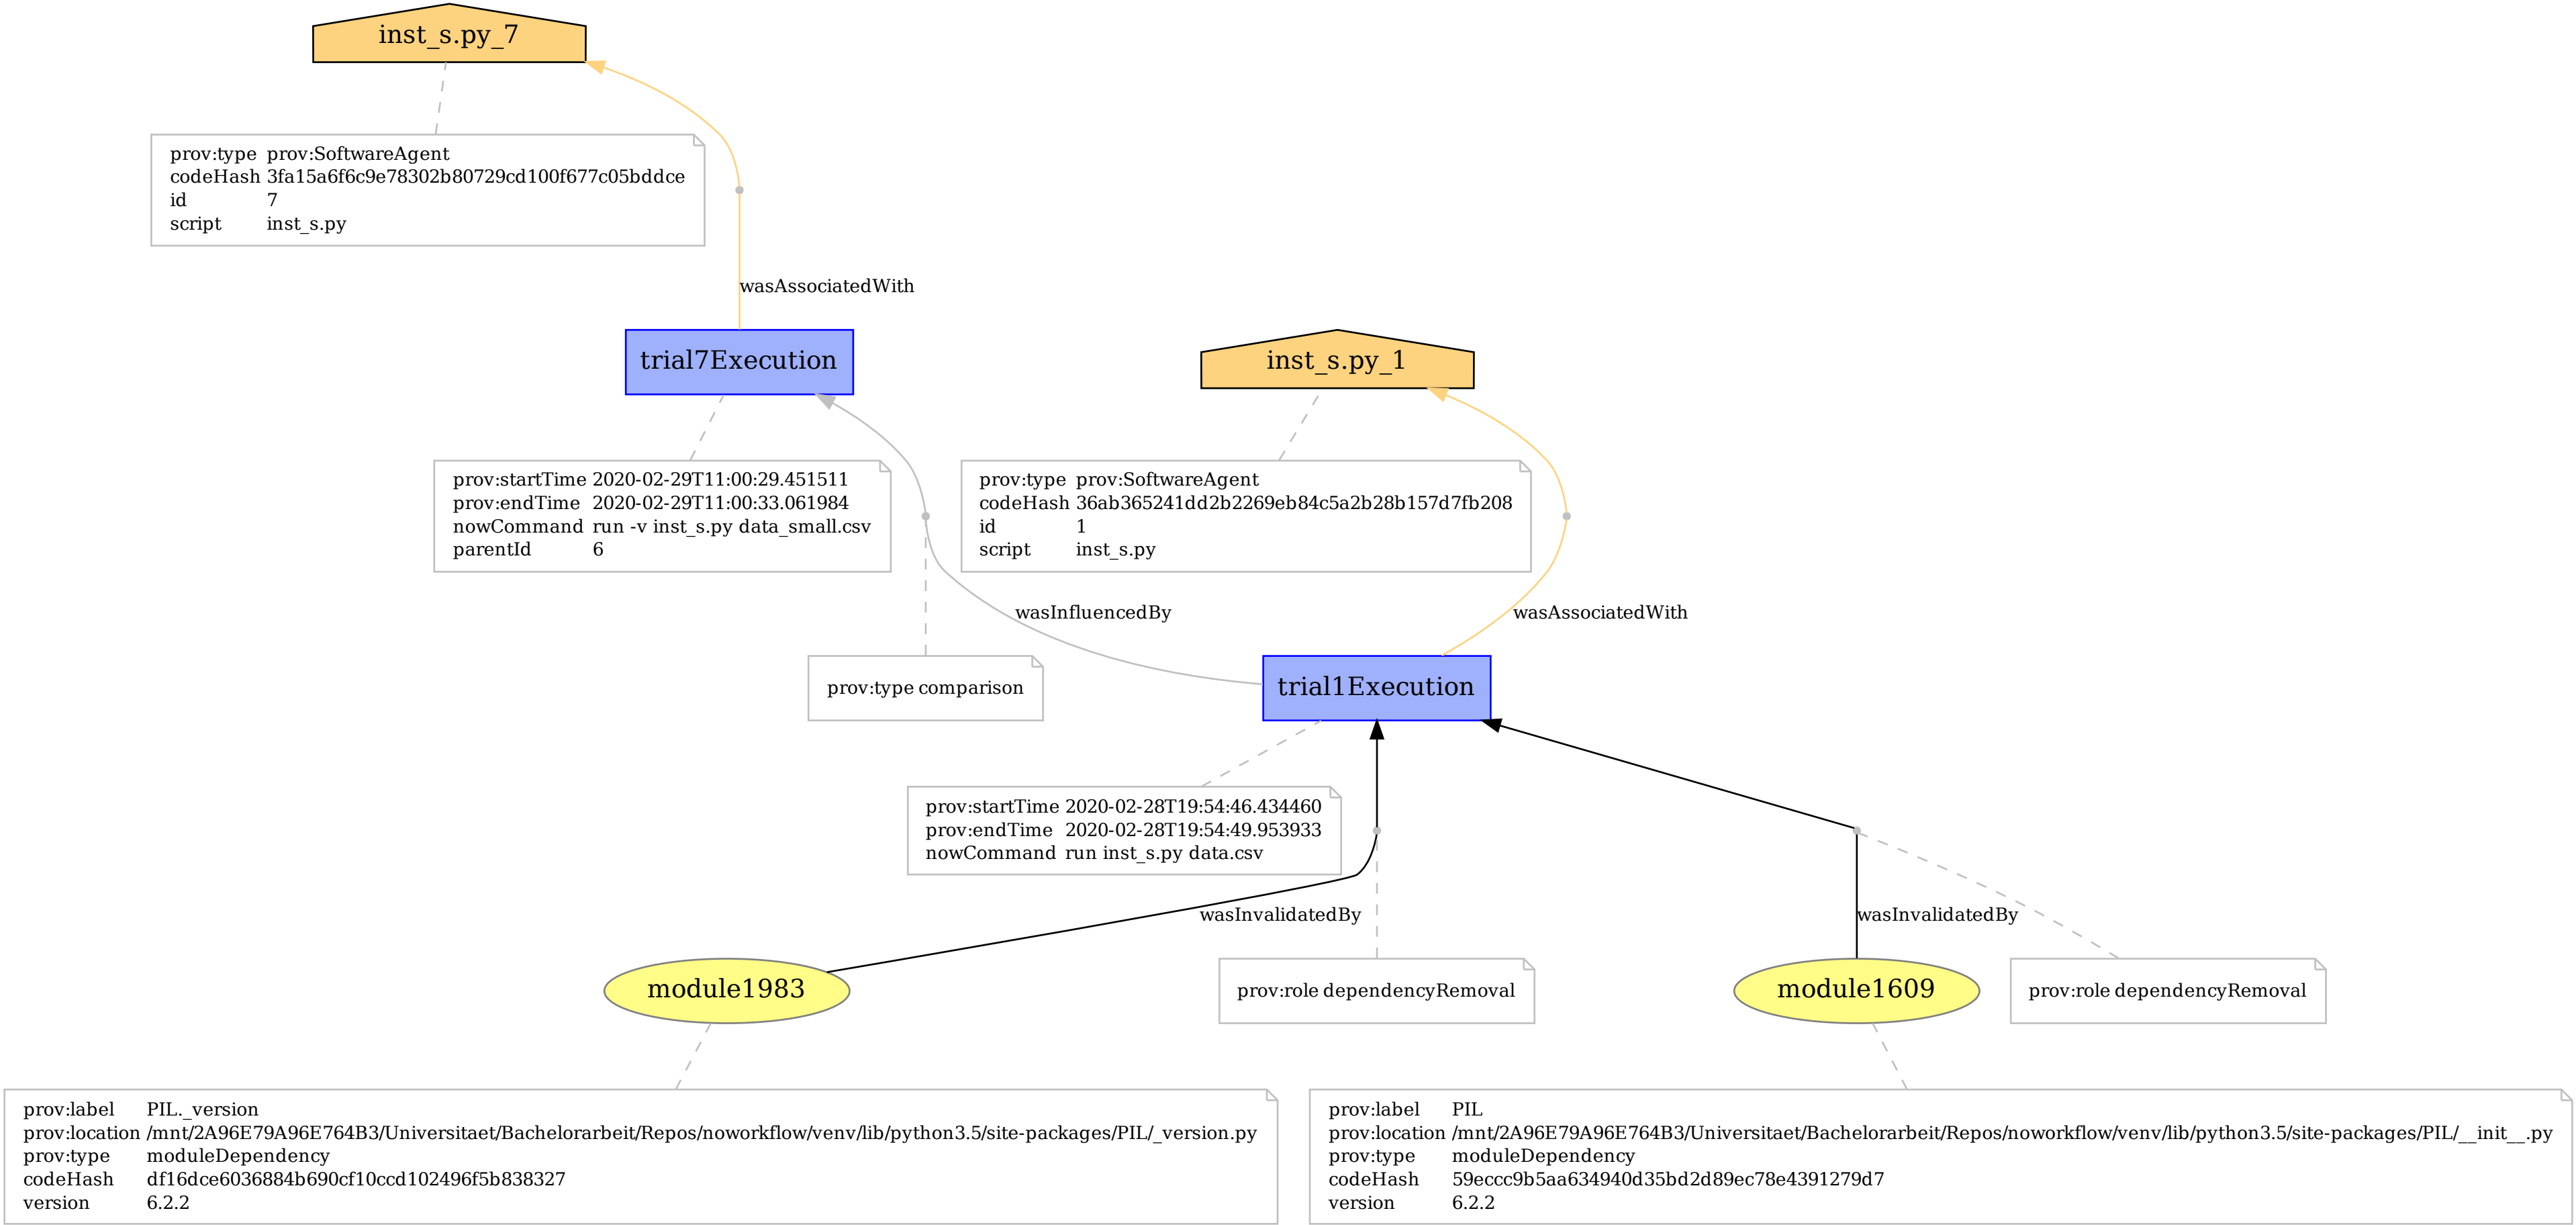 inst_s.py_7
prov:type prov:SoftwareAgent
codeHash 3fa15a6f6c9e78302b80729cd100f677c05bddce
id 7
script inst_s.py
wasAssociatedWith
trial7Execution
inst_s.py_1
prov:startTime 2020-02-29T11:00:29.451511
prov:endTime 2020-02-29T11:00:33.061984
nowCommand run -v inst_s.py data_small.csv
parentId 6
prov:type prov:SoftwareAgent
codeHash 36ab365241dd2b2269eb84c5a2b28b157d7fb208
id 1
script inst_s.py
wasInfluencedBy
wasAssociatedWith
prov:type comparison
trial1Execution
prov:startTime 2020-02-28T19:54:46.434460
prov:endTime 2020-02-28T19:54:49.953933
nowCommand run inst_s.py data.csv
wasInvalidatedBy
wasInvalidatedBy
module1983
prov:role dependencyRemoval
module1609
prov:role dependencyRemoval
prov:label PIL._version
prov:location /mnt/2A96E79A96E764B3/Universitaet/Bachelorarbeit/Repos/noworkflow/venv/lib/python3.5/site-packages/PIL/_version.py
prov:type moduleDependency
codeHash df16dce6036884b690cf10ccd102496f5b838327
version 6.2.2
prov:label PIL
prov:location /mnt/2A96E79A96E764B3/Universitaet/Bachelorarbeit/Repos/noworkflow/venv/lib/python3.5/site-packages/PIL/__init__.py
prov:type moduleDependency
codeHash 59eccc9b5aa634940d35bd2d89ec78e4391279d7
version 6.2.2